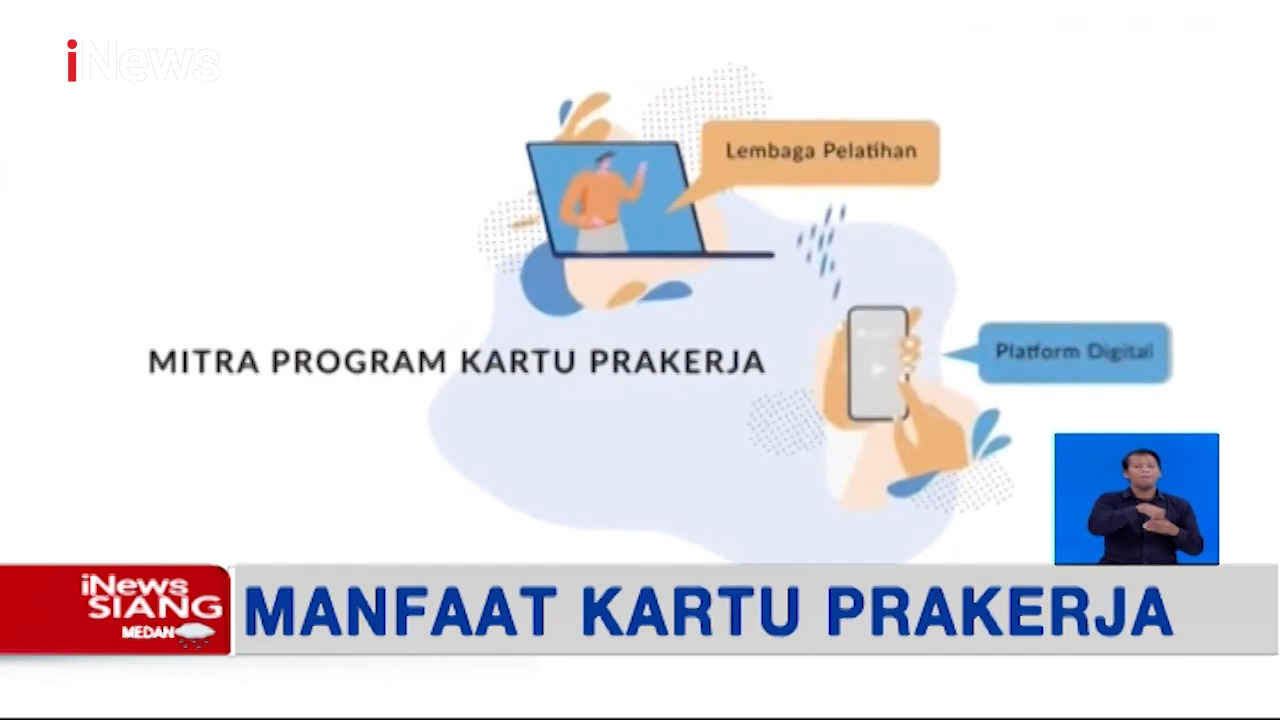 iNews
Lembaga Pelatihan
MITRA PROGRAM KARTU PRAKERJA
Platform Digital
iNews
SIANG
MEDAN
MANFAAT KARTU PRAKERJA